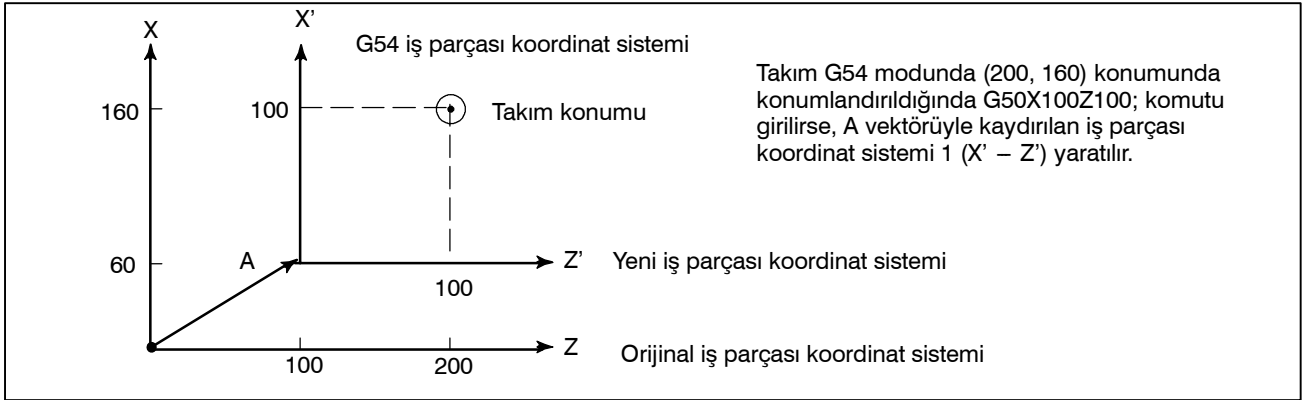 X
X’
G54 iş parçası koordinat sistemi
Takım G54 modunda (200, 160) konumunda
konumlandırıldığında G50X100Z100; komutu
girilirse, A vektörüyle kaydırılan iş parçası
koordinat sistemi 1 (X’ − Z’) yaratılır.
160
100
Takım konumu
60
A
Z’
Yeni iş parçası koordinat sistemi
100
Z
Orijinal iş parçası koordinat sistemi
100
200